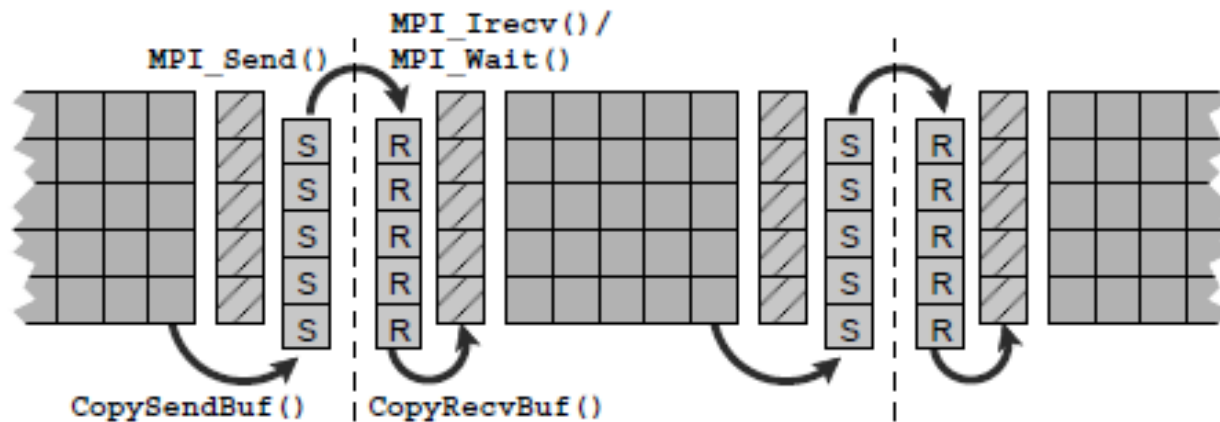 MPI_Irecv()/
MPI_Send() MPI_Wait()
S R S R
S R S R
S R S R
S R S R
S R S R
CopySendBuf() CopyRecvBuf()